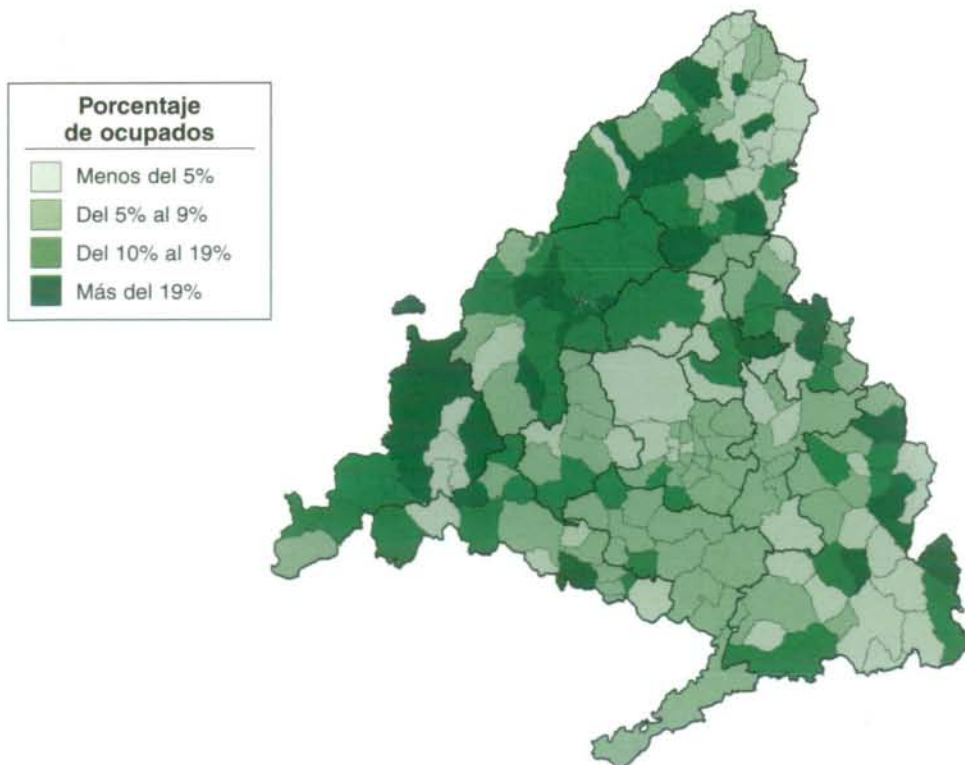 Porcentaje
de ocupados
Menos del 5%
Del 5% al 9%
Del 10% al 19%
Más del 19%